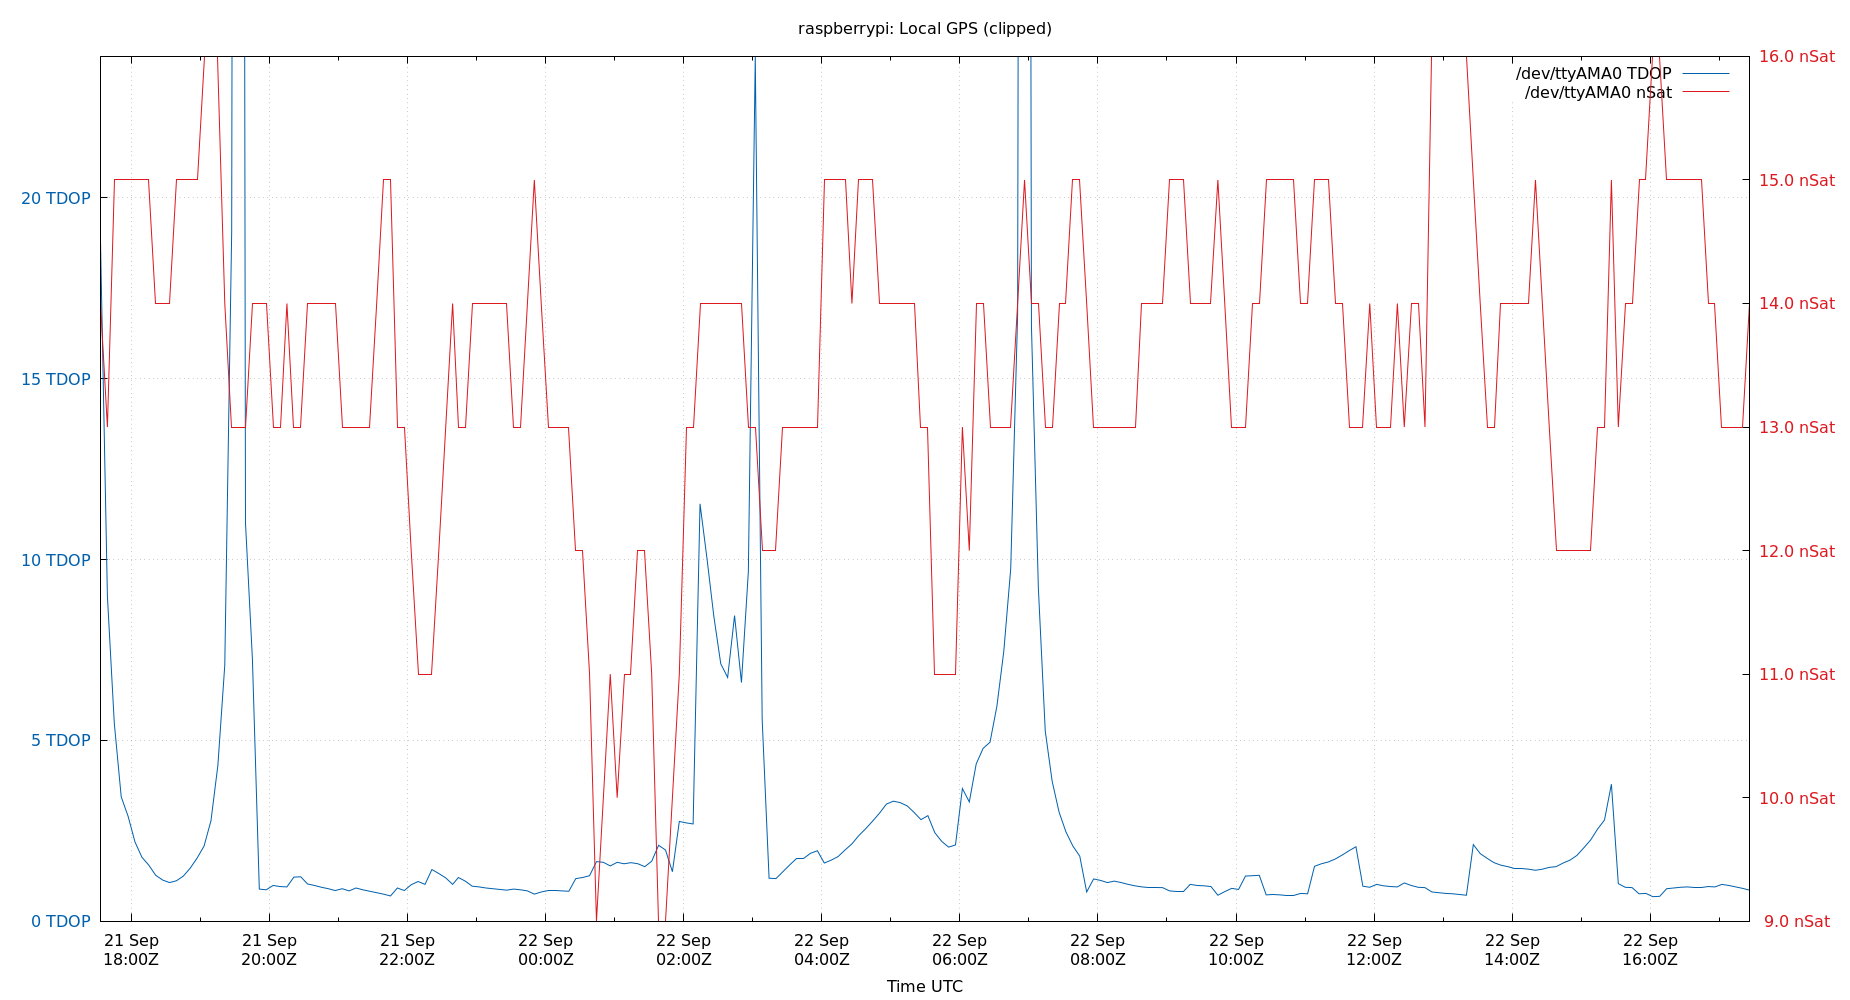 raspberrypi: Local GPS (clipped)
/dev/ttyAMA0 TDOP
/dev/ttyAMA0 nSat
20 TDOP
15 TDOP
10 TDOP
5 TDOP
0 TDOP
16.0 nSat
15.0 nSat
14.0 nSat
13.0 nSat
12.0 nSat
11.0 nSat
10.0 nSat
9.0 nSat
21 Sep 21 Sep 21 Sep 22 Sep 22 Sep 22 Sep 22 Sep 22 Sep 22 Sep 22 Sep 22 Sep 22 Sep
18:00Z 20:00Z 22:00Z 00:00Z 02:00Z 04:00Z 06:00Z 08:00Z 10:00Z 12:00Z 14:00Z 16:00Z
Time UTC